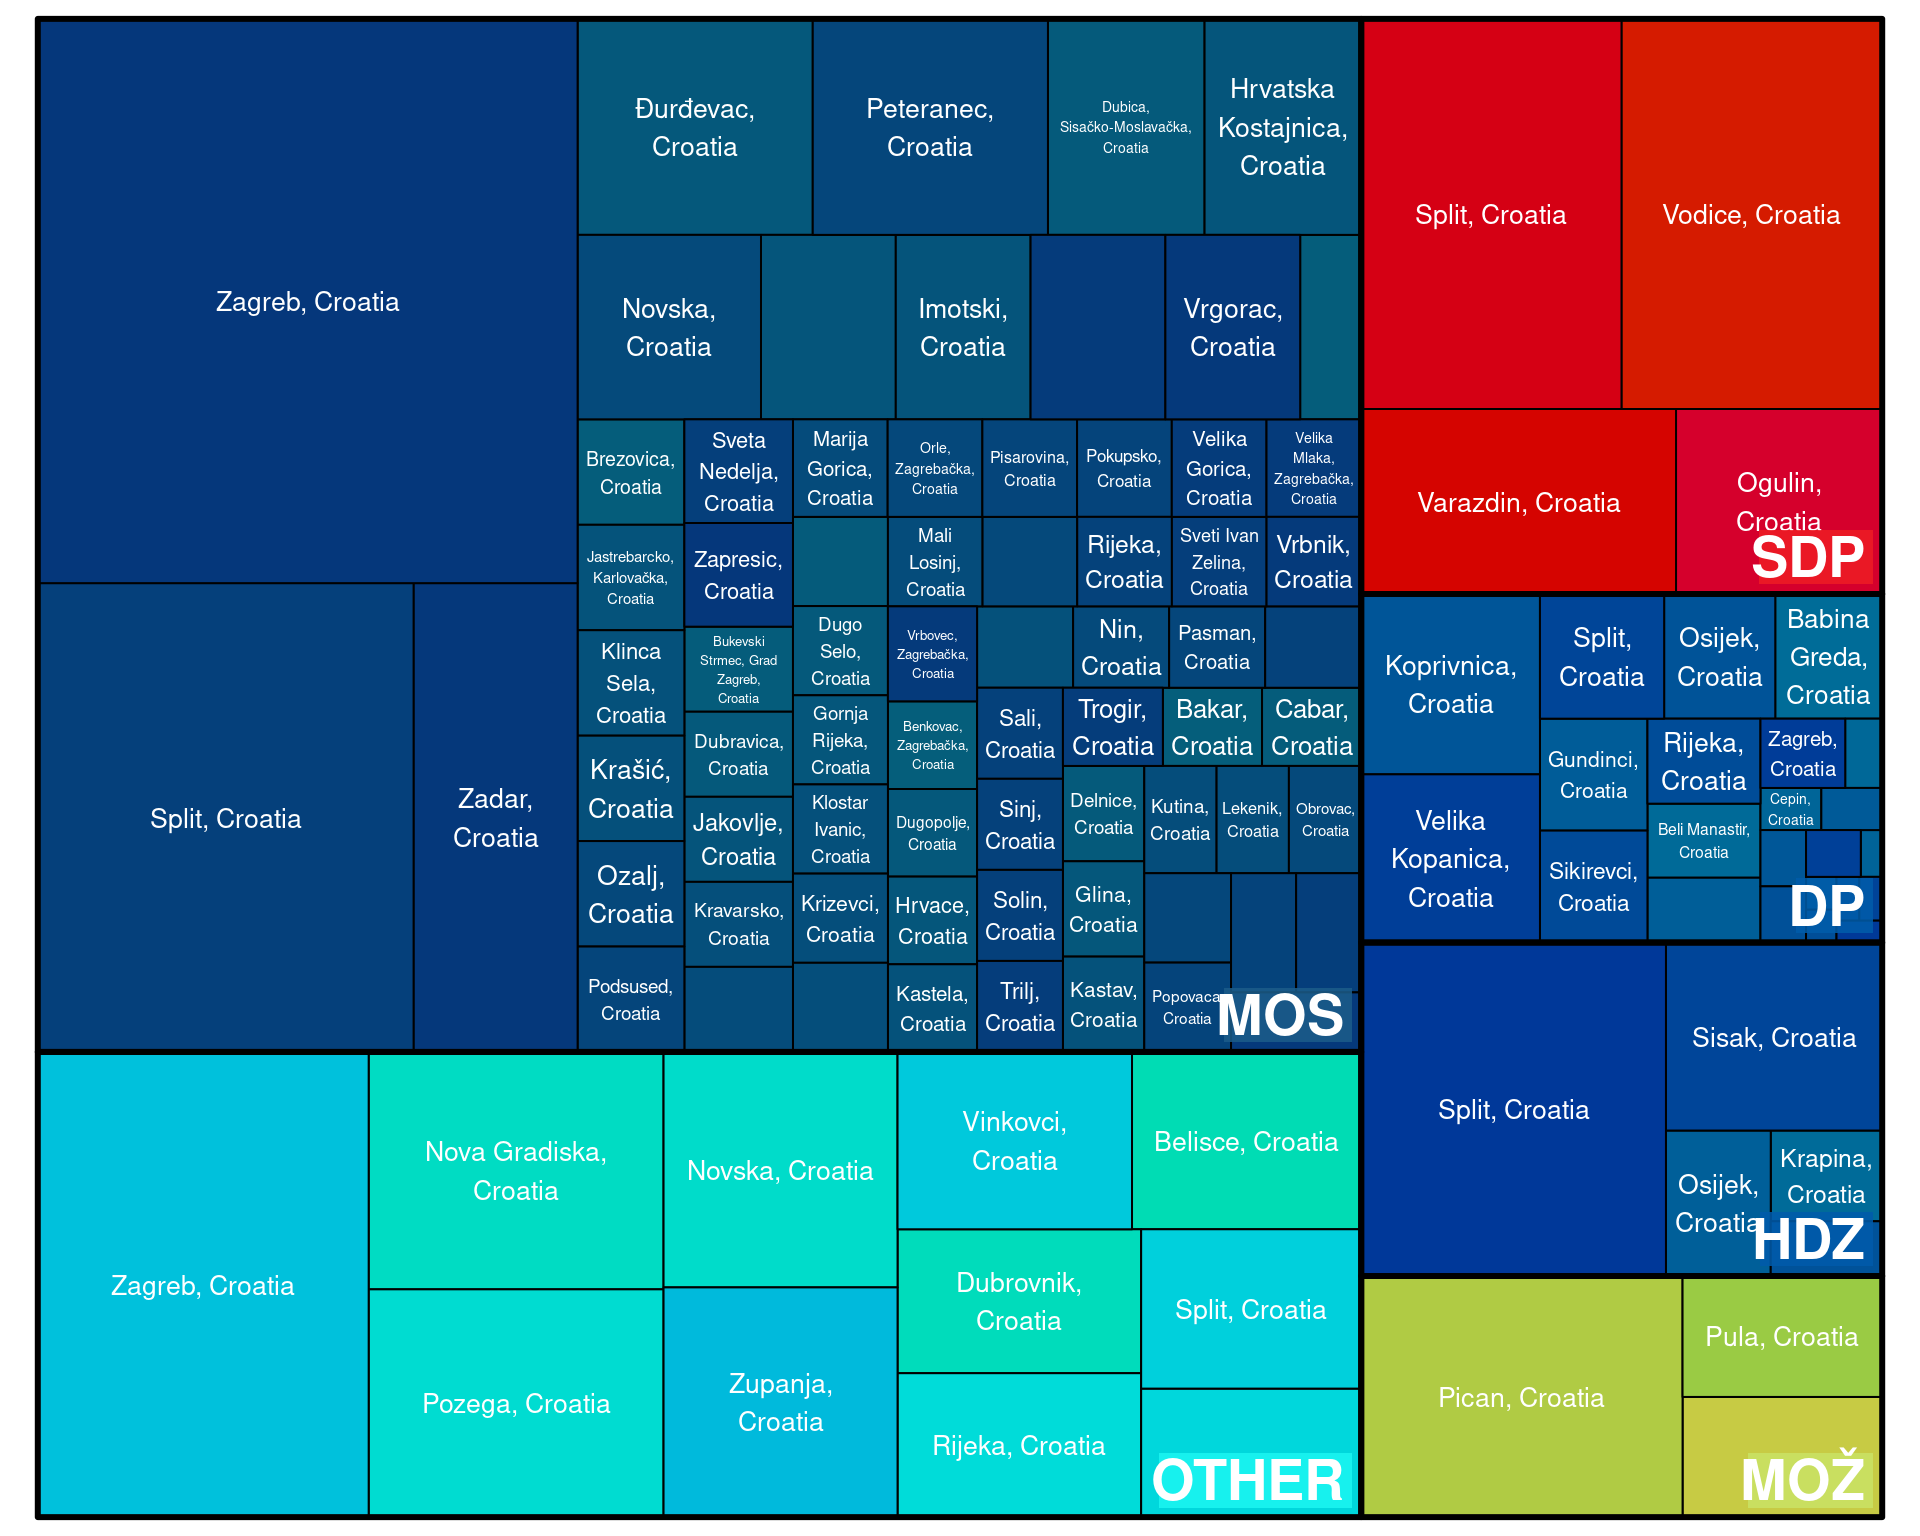 Zagreb, Croatia
Split, Croatia
Zadar,
Croatia
Đurđevac,
Croatia
Peteranec,
Croatia
Dubica,
Sisačko-Moslavačka,
Croatia
Hrvatska
Kostajnica,
Croatia
Novska,
Croatia
Imotski,
Croatia
Vrgorac,
Croatia
Brezovica,
Croatia
Jastrebarcko,
Karlovačka,
Croatia
Klinca
Sela,
Croatia
Krašić,
Croatia
Ozalj,
Croatia
Podsused,
Croatia
Sveta
Nedelja,
Croatia
Zapresic,
Croatia
Bukevski
Strmec, Grad
Zagreb,
Croatia
Dubravica,
Croatia
Jakovlje,
Croatia
Kravarsko,
Croatia
Marija
Gorica,
Croatia
Dugo
Selo,
Croatia
Gornja
Rijeka,
Croatia
Klostar
Ivanic,
Croatia
Krizevci,
Croatia
Orle,
Zagrebačka,
Croatia
Pisarovina,
Croatia
Pokupsko,
Croatia
Velika
Gorica,
Croatia
Velika
Mlaka,
Zagrebačka,
Croatia
Mali
Losinj,
Croatia
Rijeka,
Croatia
Sveti Ivan
Zelina,
Croatia
Vrbnik,
Croatia
Vrbovec,
Zagrebačka,
Croatia
Benkovac,
Zagrebačka,
Croatia
Dugopolje,
Croatia
Hrvace,
Croatia
Kastela,
Croatia
Nin,
Croatia
Pasman,
Croatia
Sali,
Croatia
Sinj,
Croatia
Solin,
Croatia
Trilj,
Croatia
Trogir,
Croatia
Bakar,
Croatia
Cabar,
Croatia
Delnice,
Croatia
Glina,
Croatia
Kastav,
Croatia
Kutina,
Croatia
Lekenik,
Croatia
Obrovac,
Croatia
Popovaca,
Croatia
MOS
Zagreb, Croatia
Nova Gradiska,
Croatia
Pozega, Croatia
Novska, Croatia
Zupanja,
Croatia
Vinkovci,
Croatia
Belisce, Croatia
Dubrovnik,
Croatia
Split, Croatia
Rijeka, Croatia
OTHER
Split, Croatia
Vodice, Croatia
Varazdin, Croatia
Ogulin,
Croatia
SDP
Koprivnica,
Croatia
Velika
Kopanica,
Croatia
Split,
Croatia
Osijek,
Croatia
Babina
Greda,
Croatia
Gundinci,
Croatia
Sikirevci,
Croatia
Rijeka,
Croatia
Beli Manastir,
Croatia
Zagreb,
Croatia
Cepin,
Croatia
DP
Split, Croatia
Sisak, Croatia
Osijek,
Croatia
Krapina,
Croatia
HDZ
Pican, Croatia
Pula, Croatia
MOŽ